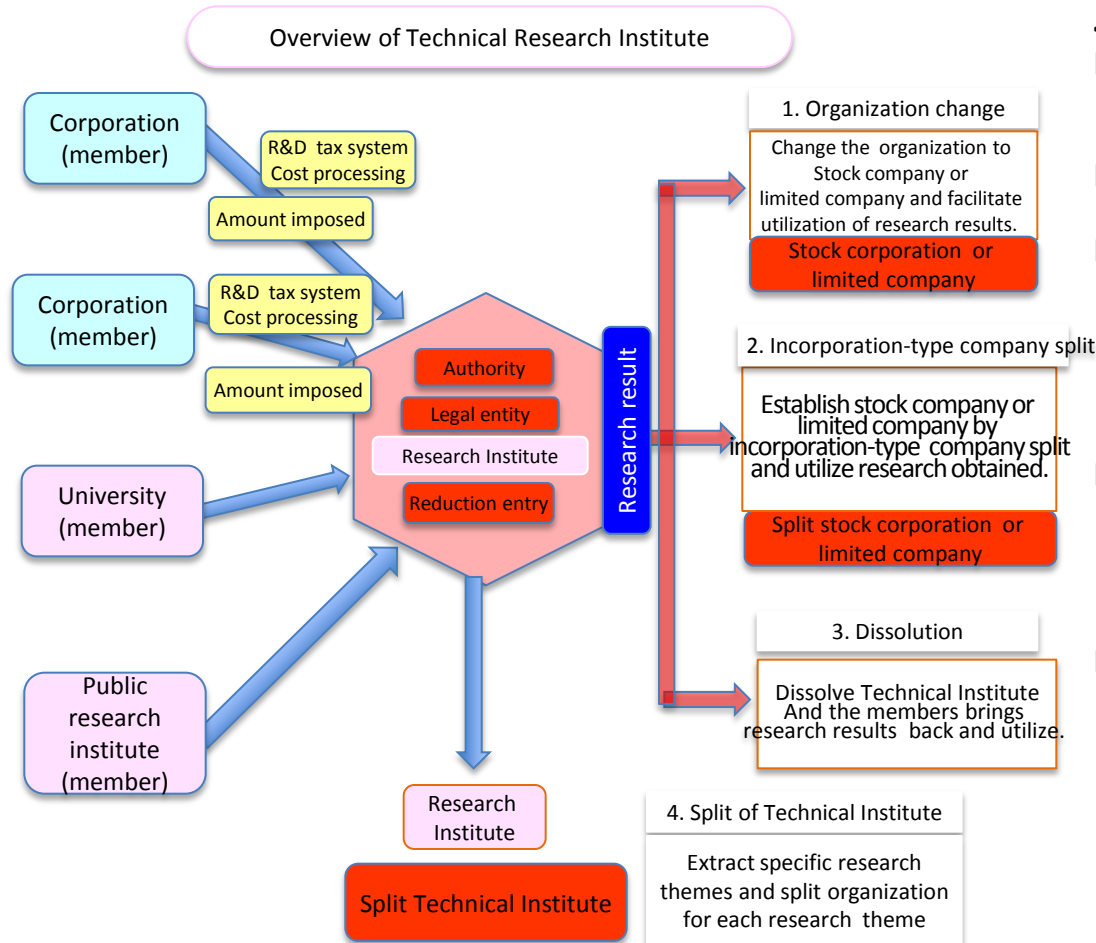 Overview of Technical Research Institute
Corporation
(member)
R&D tax system
Cost processing
Amount imposed
Corporation
(member)
R&D tax system
Cost processing
Amount imposed
University
(member)
Public
research
institute
(member)
Authority
Legal entity
Research Institute
Reduction entry
Research result
1. Organization change
Change the organization to
Stock company or
limited company and facilitate
utilization of research results.
Stock corporation or
limited company
2. Incorporation-type company split
Establish stock company or
limited company by
incorporation-type company split
and utilize research obtained.
Split stock corporation or
limited company
3. Dissolution
Dissolve Technical Institute
And the members brings
research results back and utilize.
Research
Institute
Split Technical Institute
4. Split of Technical Institute
Extract specific research
themes and split organization
for each research theme